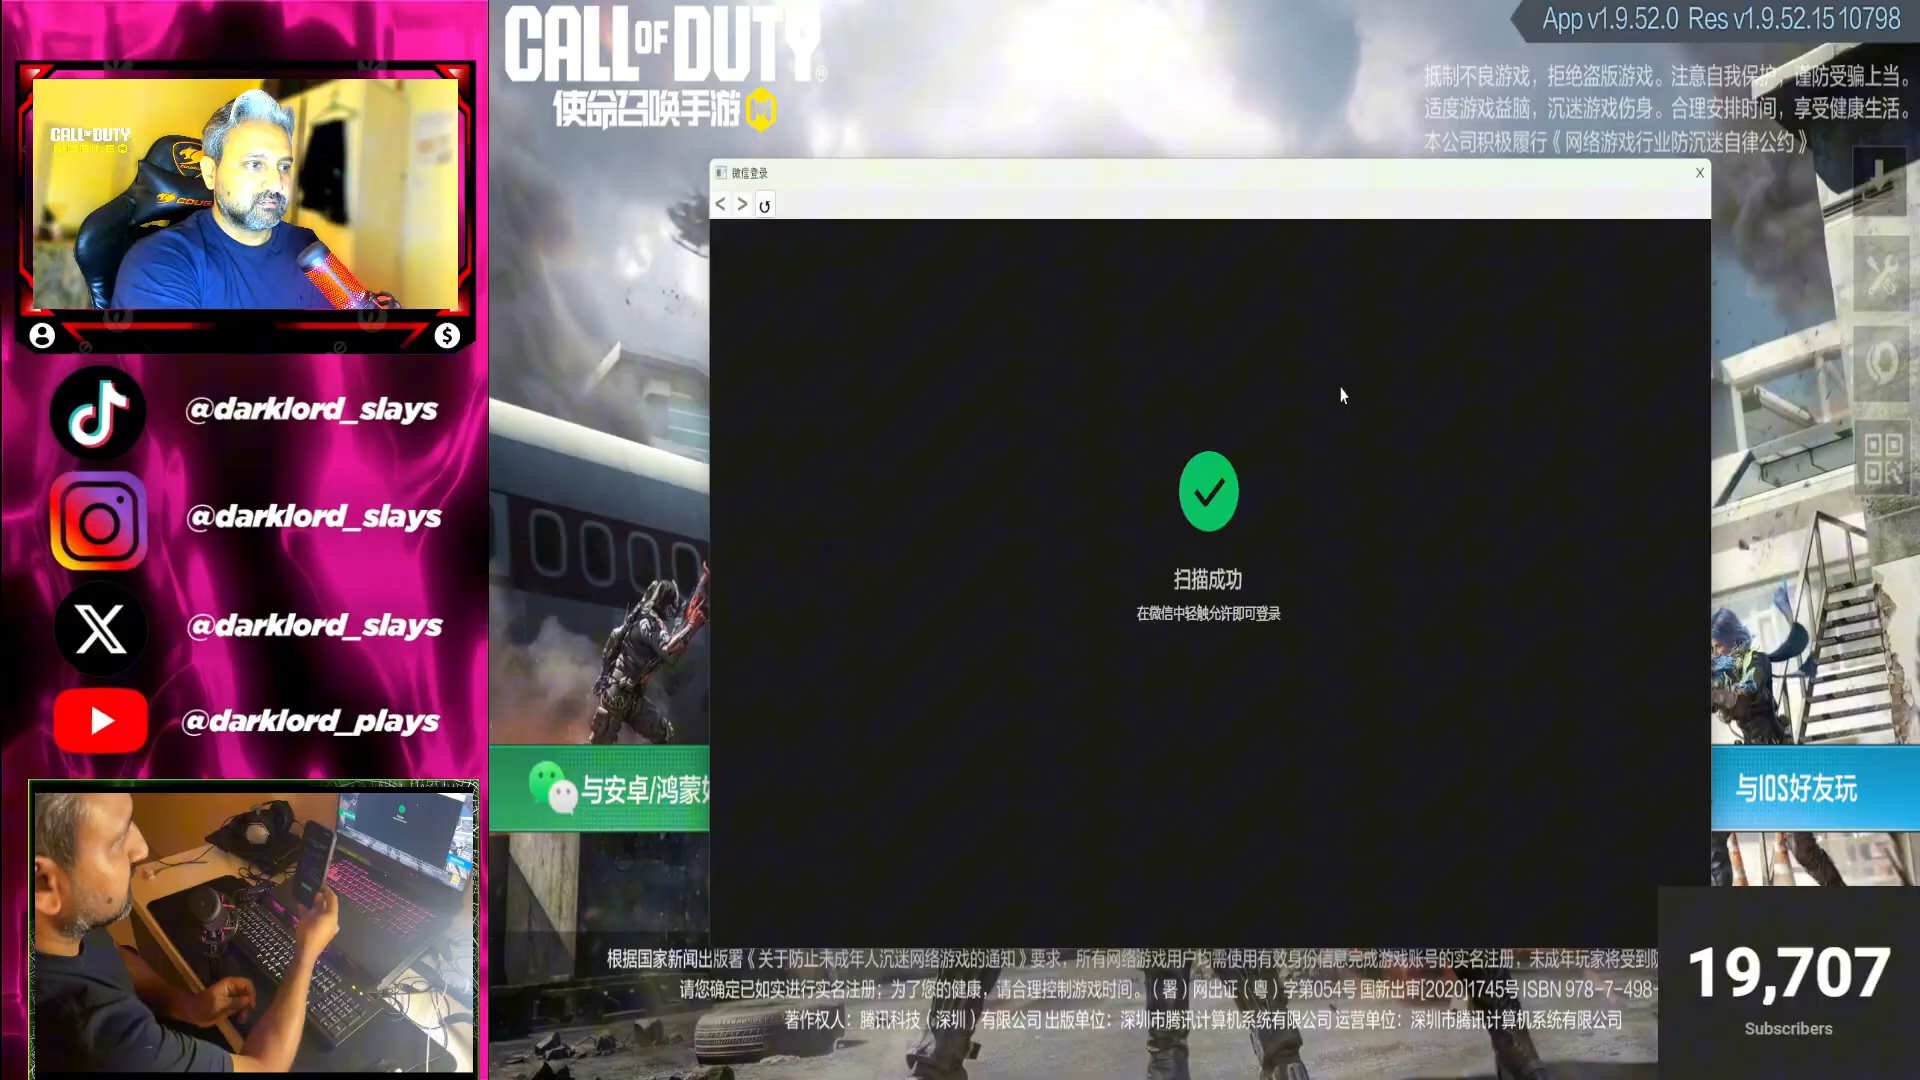 CALL OF DUTY
使命召唤手游
App v1.9.52.0 Res v1.9.52.1510798
抵制不良游戏，拒绝盗版游戏。注意自我保护，谨防受骗上当。
适度游戏益脑，沉迷游戏伤身。合理安排时间，享受健康生活。
本公司积极履行《网络游戏行业防沉迷自律公约》
CALL OF DUTY
MOBILE
COUG
微信登录
X
扫描成功
在微信中轻触允许即可登录
@darklord_slays
@darklord_slays
@darklord_slays
@darklord_plays
与安卓/鸿蒙
与IOS好友玩
根据国家新闻出版署《关于防止未成年人沉迷网络游戏的通知》要求，所有网络游戏用户均需使用有效身份信息完成游戏账号的实名注册，未成年玩家将受到
请您确定已如实进行实名注册；为了您的健康，请合理控制游戏时间。（署）网出证（粤）字第054号 国新出审[2020]1745号 ISBN 978-7-498-
著作权人：腾讯科技（深圳）有限公司 出版单位：深圳市腾讯计算机系统有限公司 运营单位：深圳市腾讯计算机系统有限公司
19,707
Subscribers